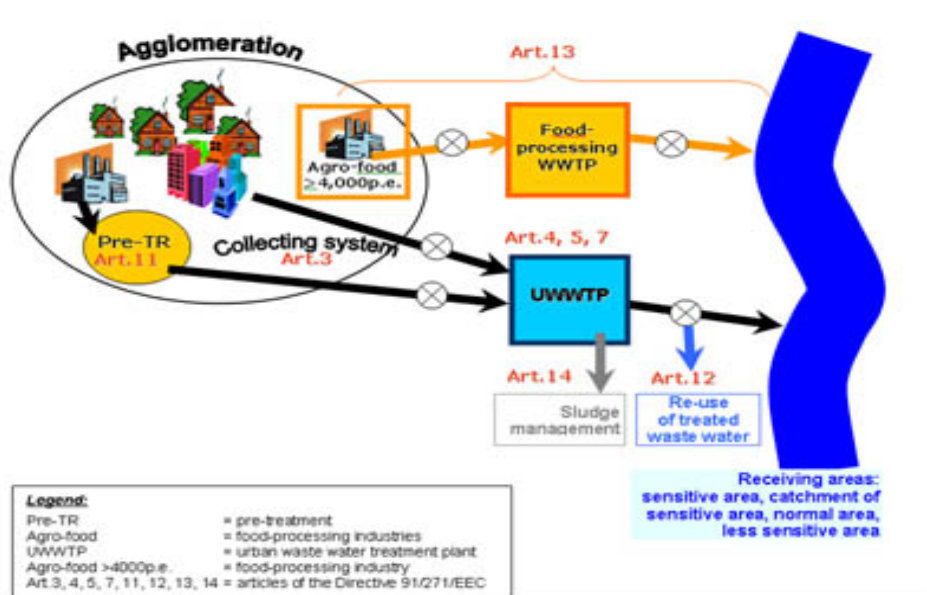 Agglomeration
Art.13
Agro-food
≥4,000p.e.
Food-
processing
WWTP
Pre-TR
Art.11
Collecting system
Art.3
Art.4, 5, 7
UWWTP
Art.14
Sludge
management
Art.12
Re-use
of treated
waste water
Receiving areas:
sensitive area, catchment of
sensitive area, normal area,
less sensitive area
Legend:
Pre-TR = pre-treatment
Agro-food = food-processing industries
UWWTP = urban waste water treatment plant
Agro-food >4000p.e. = food-processing industry
Art.3, 4, 5, 7, 11, 12, 13, 14 = articles of the Directive 91/271/EEC